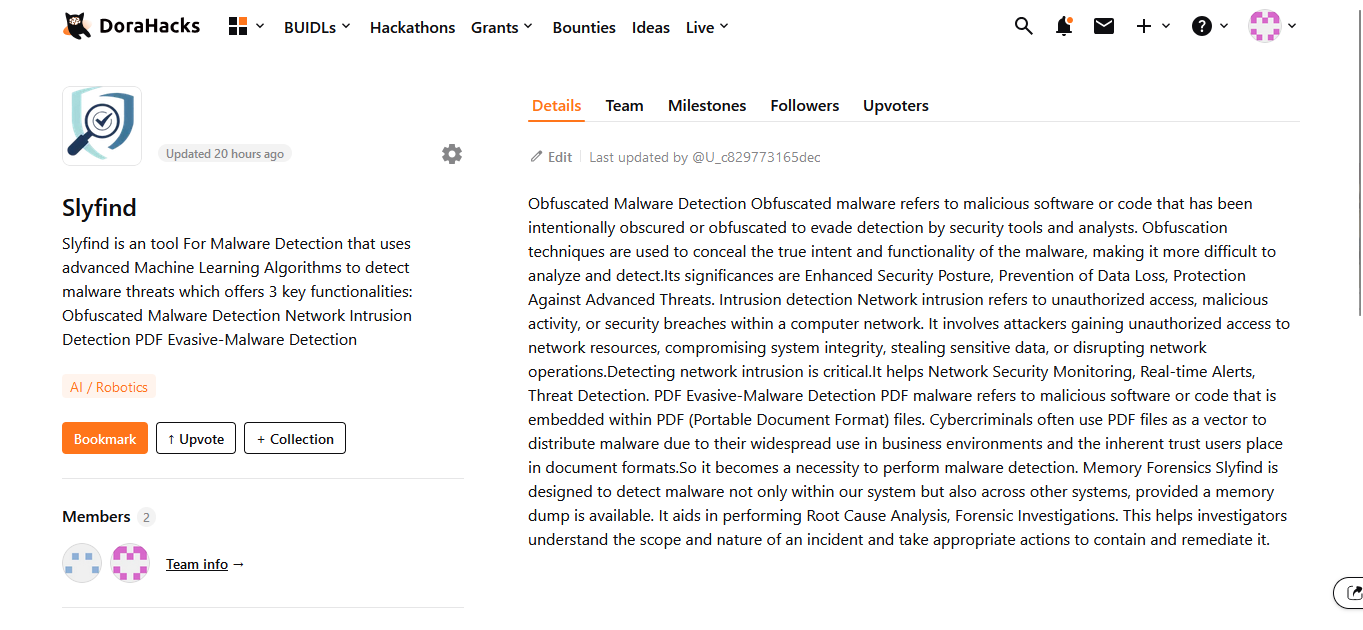 DoraHacks BUIDLs Hackathons Grants Bounties Ideas Live
Updated 20 hours ago
Slyfind
Slyfind is an tool For Malware Detection that uses
advanced Machine Learning Algorithms to detect
malware threats which offers 3 key functionalities:
Obfuscated Malware Detection Network Intrusion
Detection PDF Evasive-Malware Detection
AI / Robotics
Bookmark ↑ Upvote + Collection
Members 2
Team info →
Details Team Milestones Followers Upvoters
Edit Last updated by @U_c829773165dec
Obfuscated Malware Detection Obfuscated malware refers to malicious software or code that has been
intentionally obscured or obfuscated to evade detection by security tools and analysts. Obfuscation
techniques are used to conceal the true intent and functionality of the malware, making it more difficult to
analyze and detect.Its significances are Enhanced Security Posture, Prevention of Data Loss, Protection
Against Advanced Threats. Intrusion detection Network intrusion refers to unauthorized access, malicious
activity, or security breaches within a computer network. It involves attackers gaining unauthorized access to
network resources, compromising system integrity, stealing sensitive data, or disrupting network
operations.Detecting network intrusion is critical.It helps Network Security Monitoring, Real-time Alerts,
Threat Detection. PDF Evasive-Malware Detection PDF malware refers to malicious software or code that is
embedded within PDF (Portable Document Format) files. Cybercriminals often use PDF files as a vector to
distribute malware due to their widespread use in business environments and the inherent trust users place
in document formats.So it becomes a necessity to perform malware detection. Memory Forensics Slyfind is
designed to detect malware not only within our system but also across other systems, provided a memory
dump is available. It aids in performing Root Cause Analysis, Forensic Investigations. This helps investigators
understand the scope and nature of an incident and take appropriate actions to contain and remediate it.